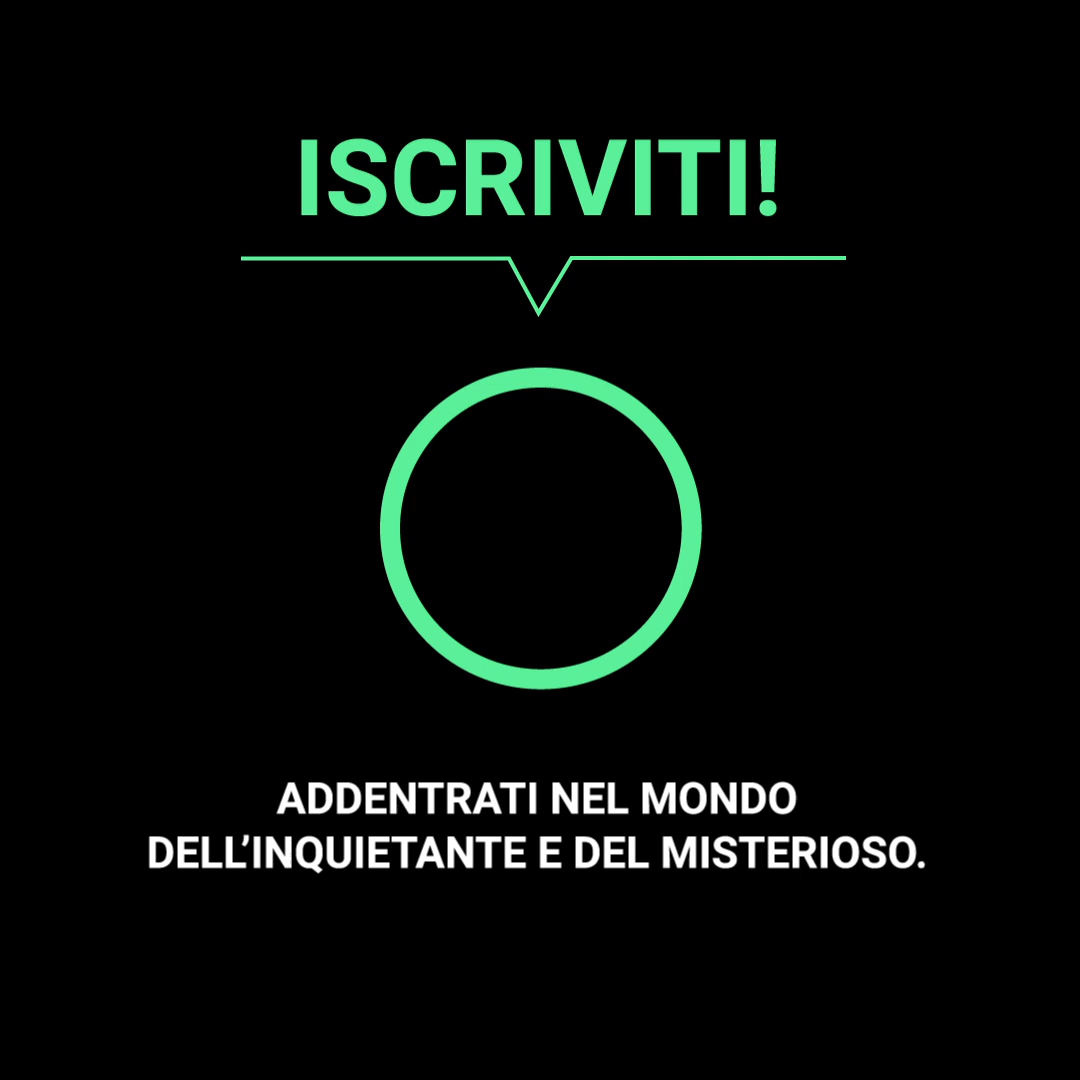 ISCRIVITI!
ADDENTRATI NEL MONDO
DELL’INQUIETANTE E DEL MISTERIOSO.